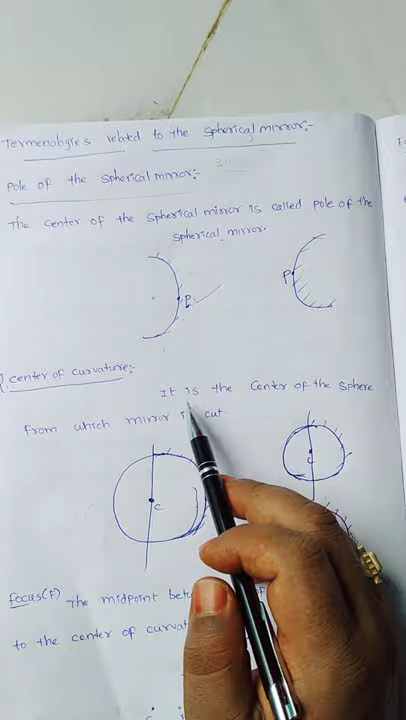 Termenologies related to the spherical mirror:-
Pole of the spherical mirror:-
The center of the spherical mirror is called pole of the
spherical mirror.
P
P
center of curvature:-
It is the Center of the sphere
from which mirror is cut.
C
C
Focus(F) The midpoint
to the center of
C